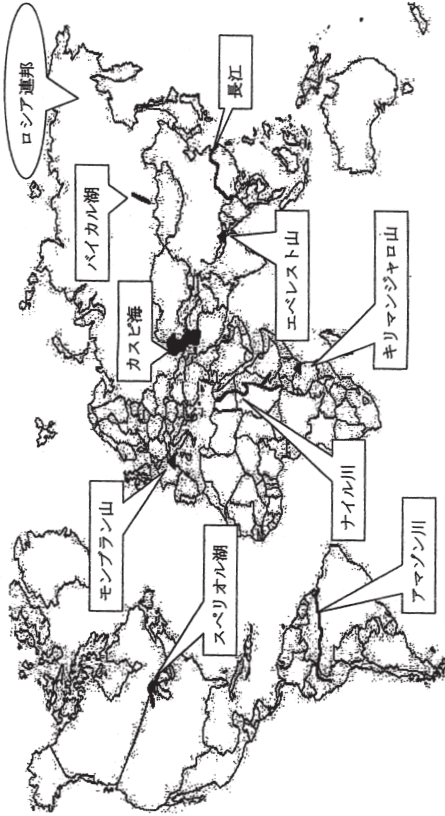 ロシア連邦
バイカル湖
長江
カスピ海
エベレスト山
キリマンジャロ山
モンブラン山
ナイル川
スペリオル湖
アマゾン川